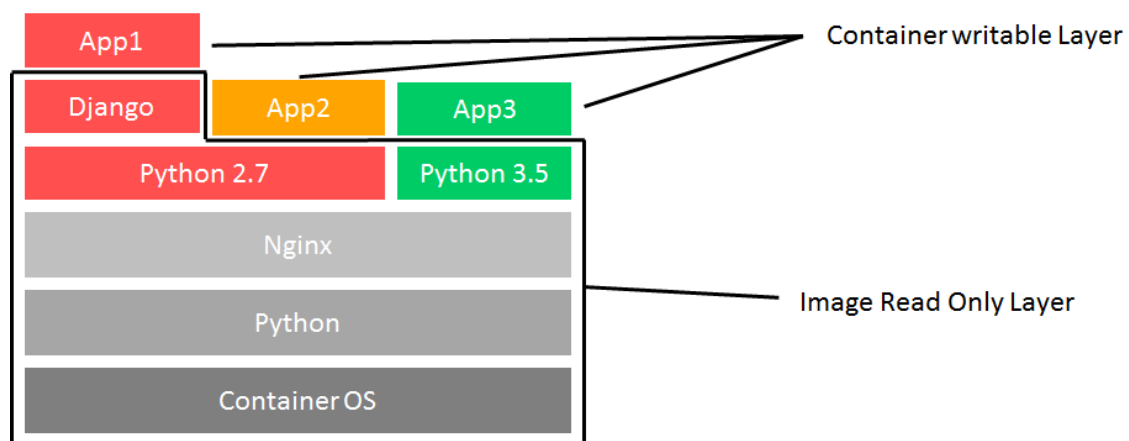 App1
Container writable Layer
Django
App2
App3
Python 2.7
Python 3.5
Nginx
Image Read Only Layer
Python
Container OS